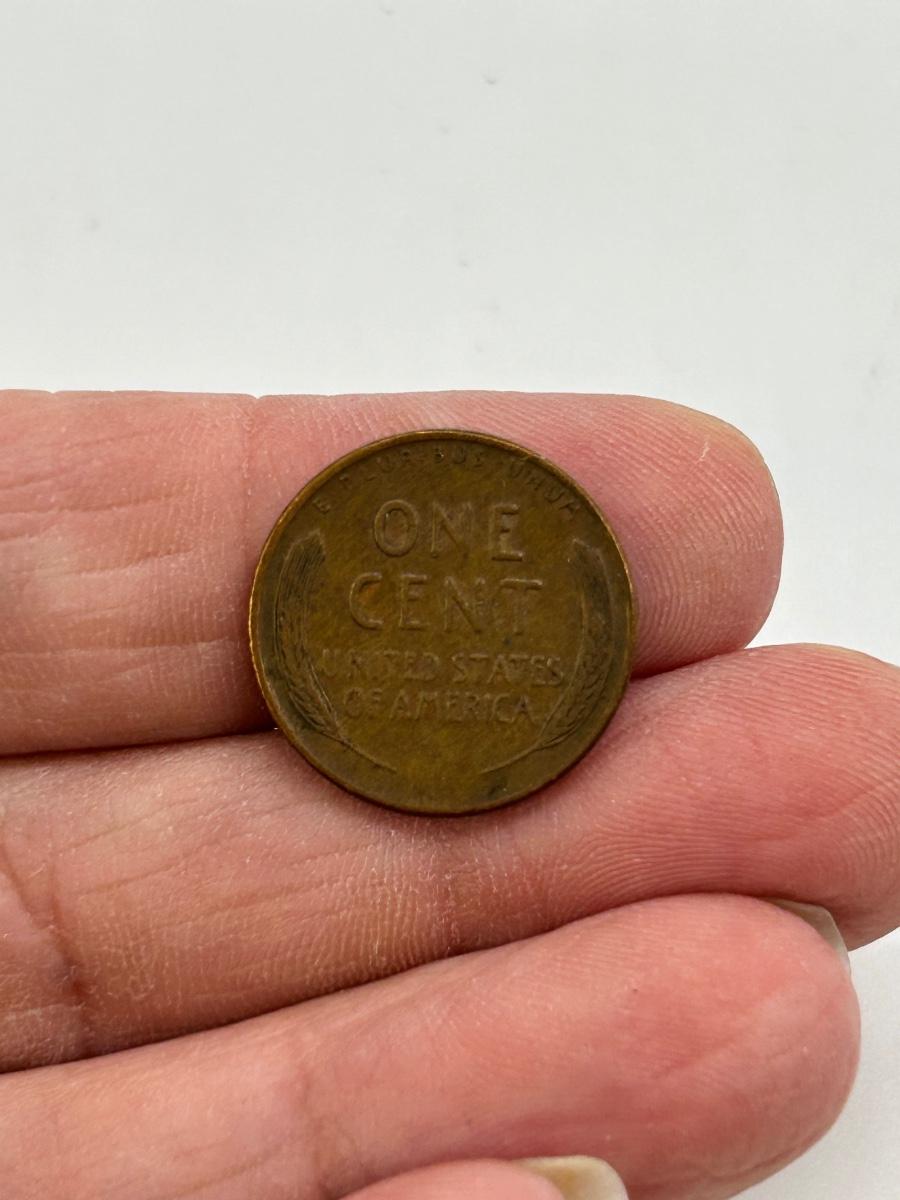 E PLURIBUS UNUM
ONE
CENT
UNITED STATES
OF AMERICA